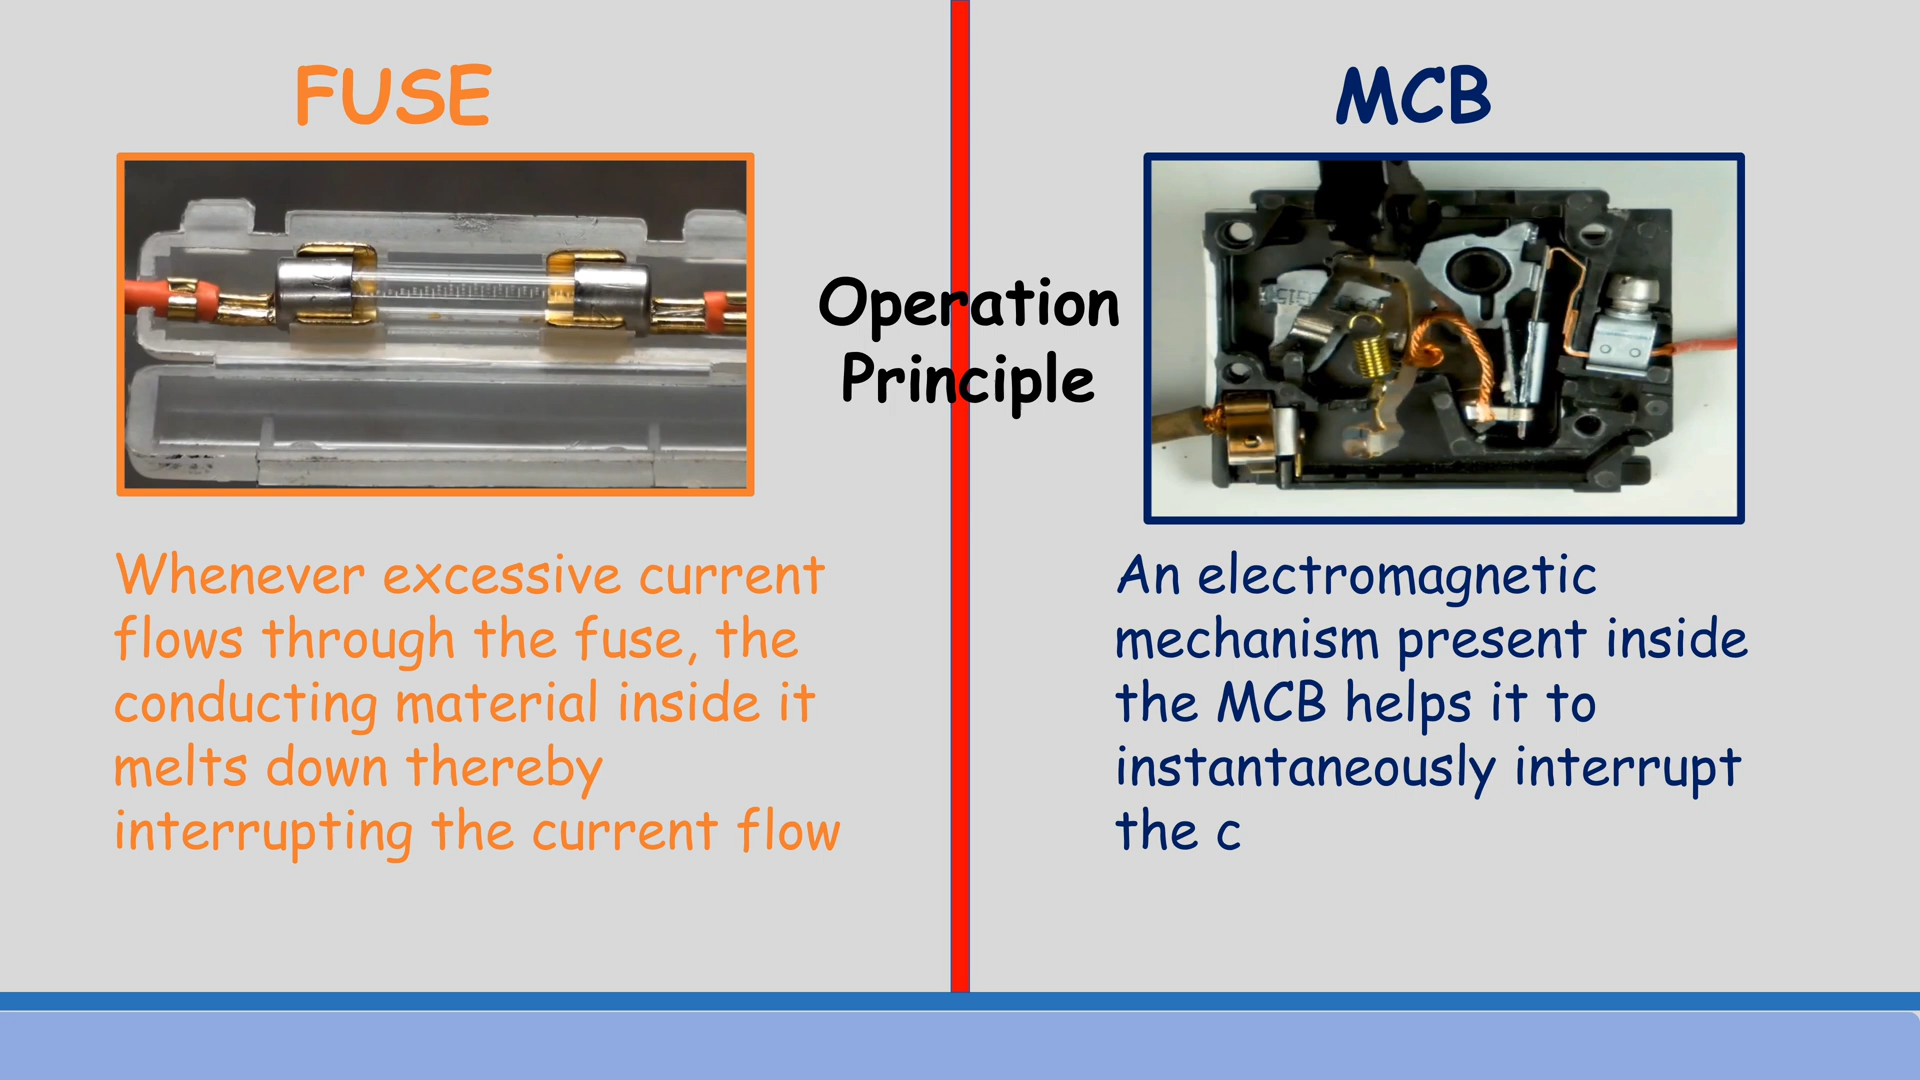 FUSE
MCB
Operation
Principle
Whenever excessive current
flows through the fuse, the
conducting material inside it
melts down thereby
interrupting the current flow
An electromagnetic
mechanism present inside
the MCB helps it to
instantaneously interrupt
the c